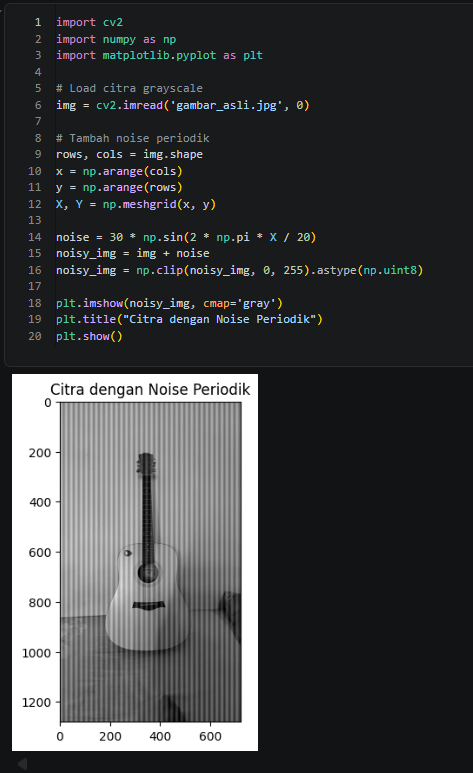 1 import cv2
2 import numpy as np
3 import matplotlib.pyplot as plt
4
5 # Load citra grayscale
6 img = cv2.imread('gambar_asli.jpg', 0)
7
8 # Tambah noise periodik
9 rows, cols = img.shape
10 x = np.arange(cols)
11 y = np.arange(rows)
12 X, Y = np.meshgrid(x, y)
13
14 noise = 30 * np.sin(2 * np.pi * X / 20)
15 noisy_img = img + noise
16 noisy_img = np.clip(noisy_img, 0, 255).astype(np.uint8)
17
18 plt.imshow(noisy_img, cmap='gray')
19 plt.title("Citra dengan Noise Periodik")
20 plt.show()
Citra dengan Noise Periodik
0
200
400
600
800
1000
1200
0 200 400 600